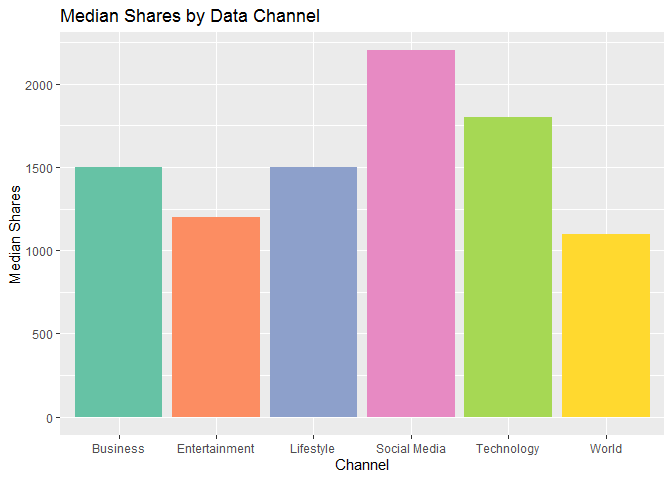 Median Shares by Data Channel
Median Shares
2000
1500
1000
500
0
Business Entertainment Lifestyle Social Media Technology World
Channel